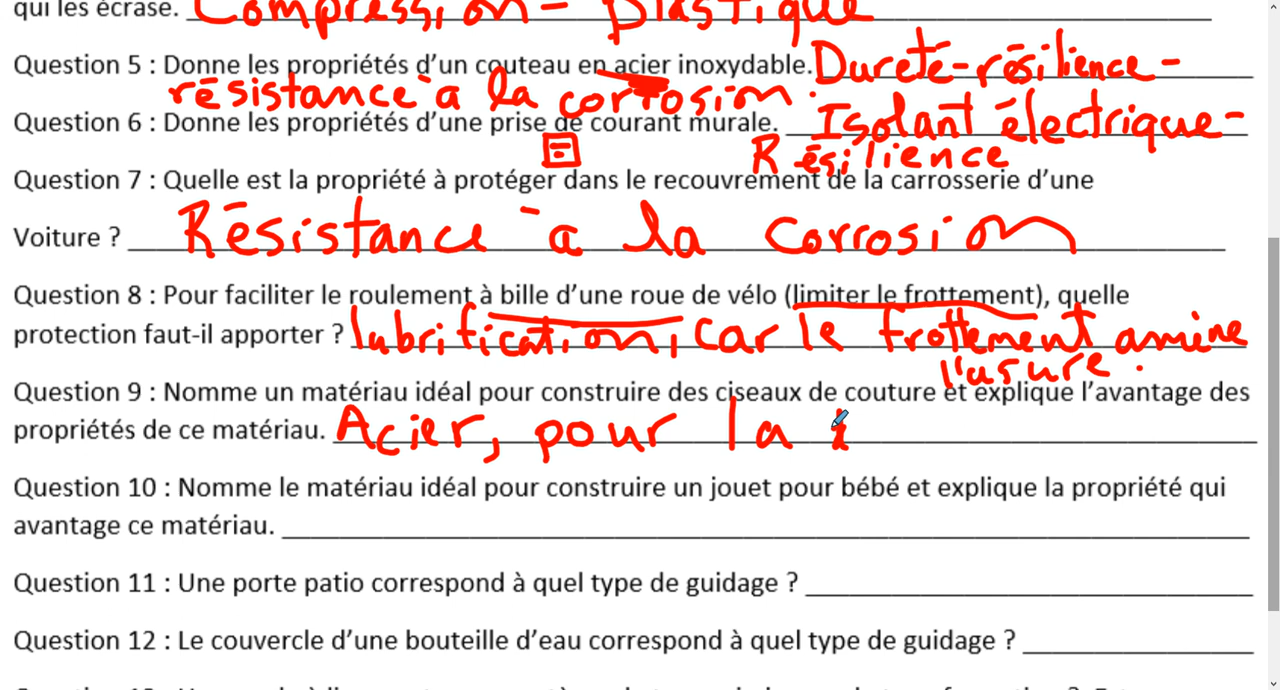 qui les écrase. Compression - plastique
Question 5 : Donne les propriétés d'un couteau en acier inoxydable. Dureté - résilience -
résistance à la corrosion.
Question 6 : Donne les propriétés d'une prise de courant murale. Isolant électrique -
Résilience
Question 7 : Quelle est la propriété à protéger dans le recouvrement de la carrosserie d'une
Voiture ? Résistance à la corrosion
Question 8 : Pour faciliter le roulement à bille d'une roue de vélo (limiter le frottement), quelle
protection faut-il apporter ? lubrification, car le frottement amène
l'usure.
Question 9 : Nomme un matériau idéal pour construire des ciseaux de couture et explique l'avantage des
propriétés de ce matériau. Acier, pour la
Question 10 : Nomme le matériau idéal pour construire un jouet pour bébé et explique la propriété qui
avantage ce matériau.
Question 11 : Une porte patio correspond à quel type de guidage ?
Question 12 : Le couvercle d'une bouteille d'eau correspond à quel type de guidage ?